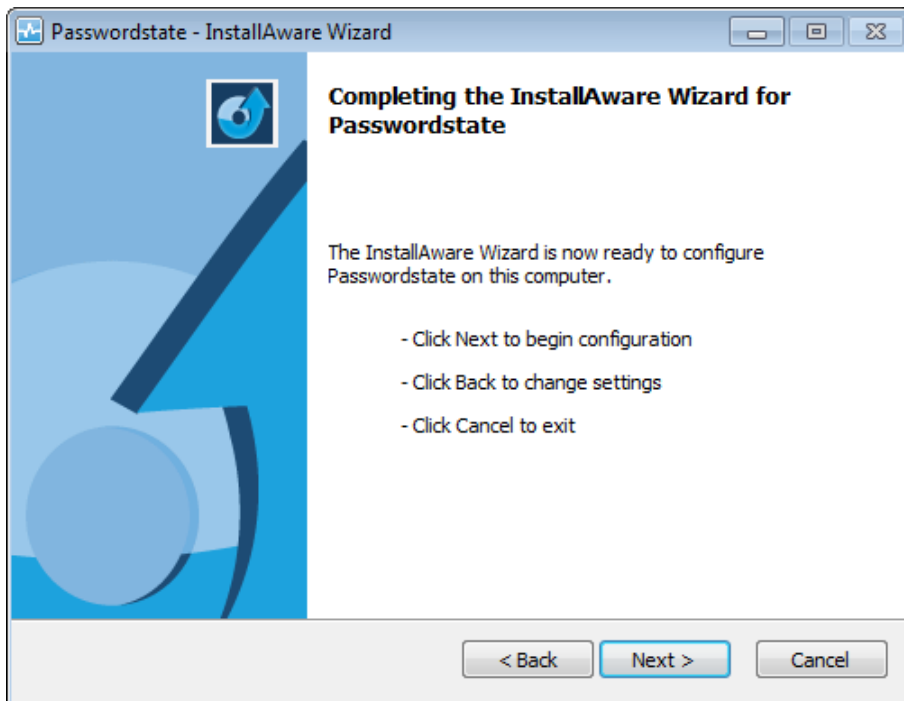 Passwordstate - InstallAware Wizard
Completing the InstallAware Wizard for
Passwordstate
The InstallAware Wizard is now ready to configure
Passwordstate on this computer.
- Click Next to begin configuration
- Click Back to change settings
- Click Cancel to exit
< Back Next > Cancel